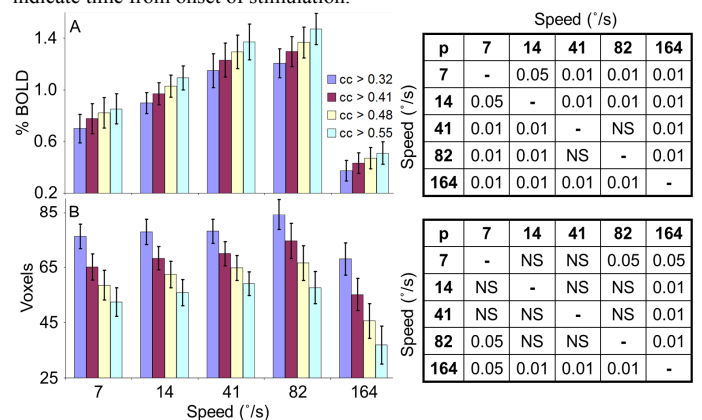 indicate time from onset of stimulation.
A
% BOLD
1.4
1.0
0.6
0.2
cc > 0.32
cc > 0.41
cc > 0.48
cc > 0.55
Speed (˚/s)
Speed (˚/s)
p 7 14 41 82 164
7 - 0.05 0.01 0.01 0.01
14 0.05 - 0.01 0.01 0.01
41 0.01 0.01 - NS 0.01
82 0.01 0.01 NS - 0.01
164 0.01 0.01 0.01 0.01 -
B
Voxels
85
65
45
25
7 14 41 82 164
Speed (˚/s)
Speed (˚/s)
p 7 14 41 82 164
7 - NS NS 0.05 0.05
14 NS - NS NS 0.01
41 NS NS - NS 0.01
82 0.05 NS NS - 0.01
164 0.05 0.01 0.01 0.01 -